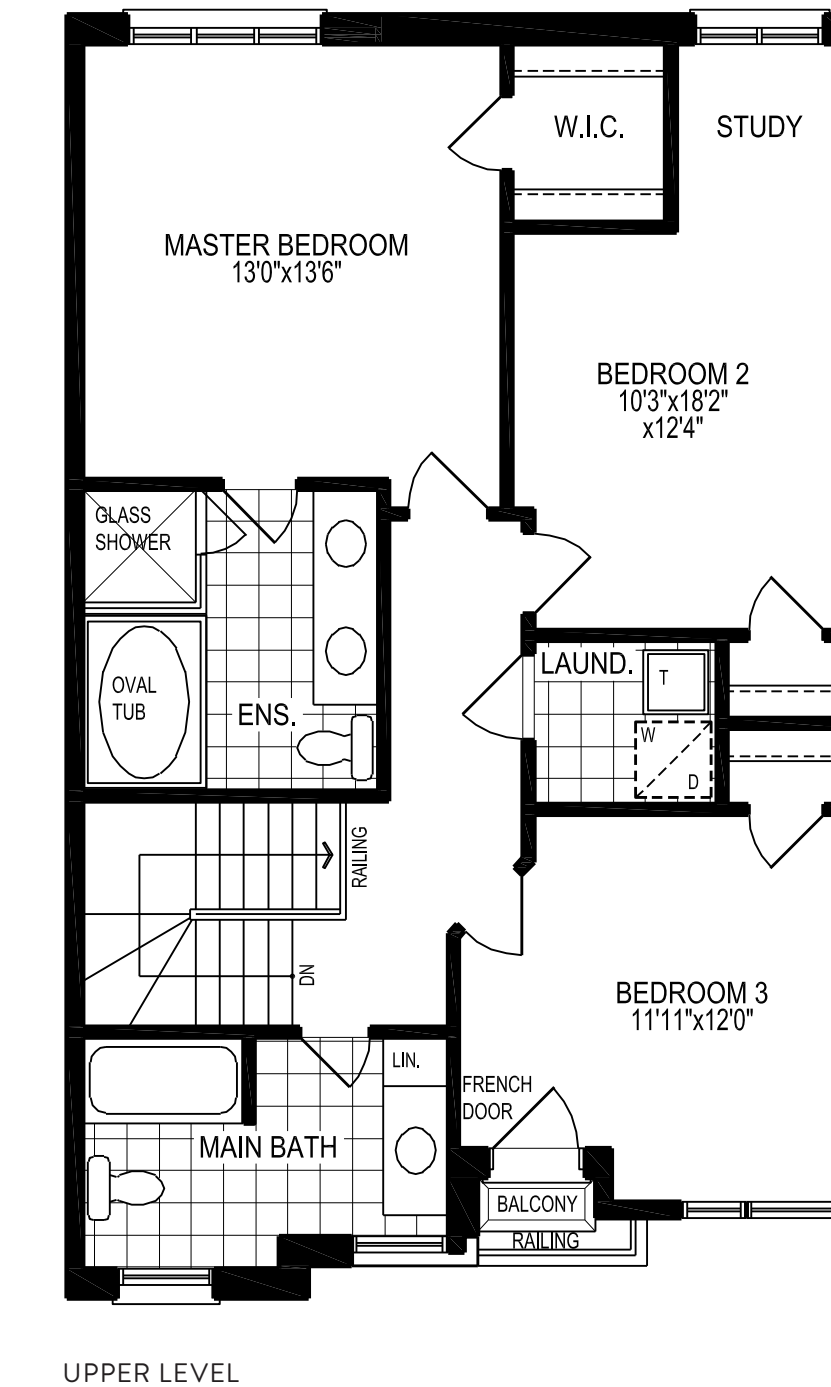 W.I.C.
STUDY
MASTER BEDROOM
13'0"x13'6"
BEDROOM 2
10'3"x18'2"
x12'4"
GLASS
SHOWER
OVAL
TUB
ENS.
LAUND.
T
W
D
RAILING
DN
BEDROOM 3
11'11"x12'0"
LIN.
FRENCH
DOOR
MAIN BATH
BALCONY
RAILING
UPPER LEVEL